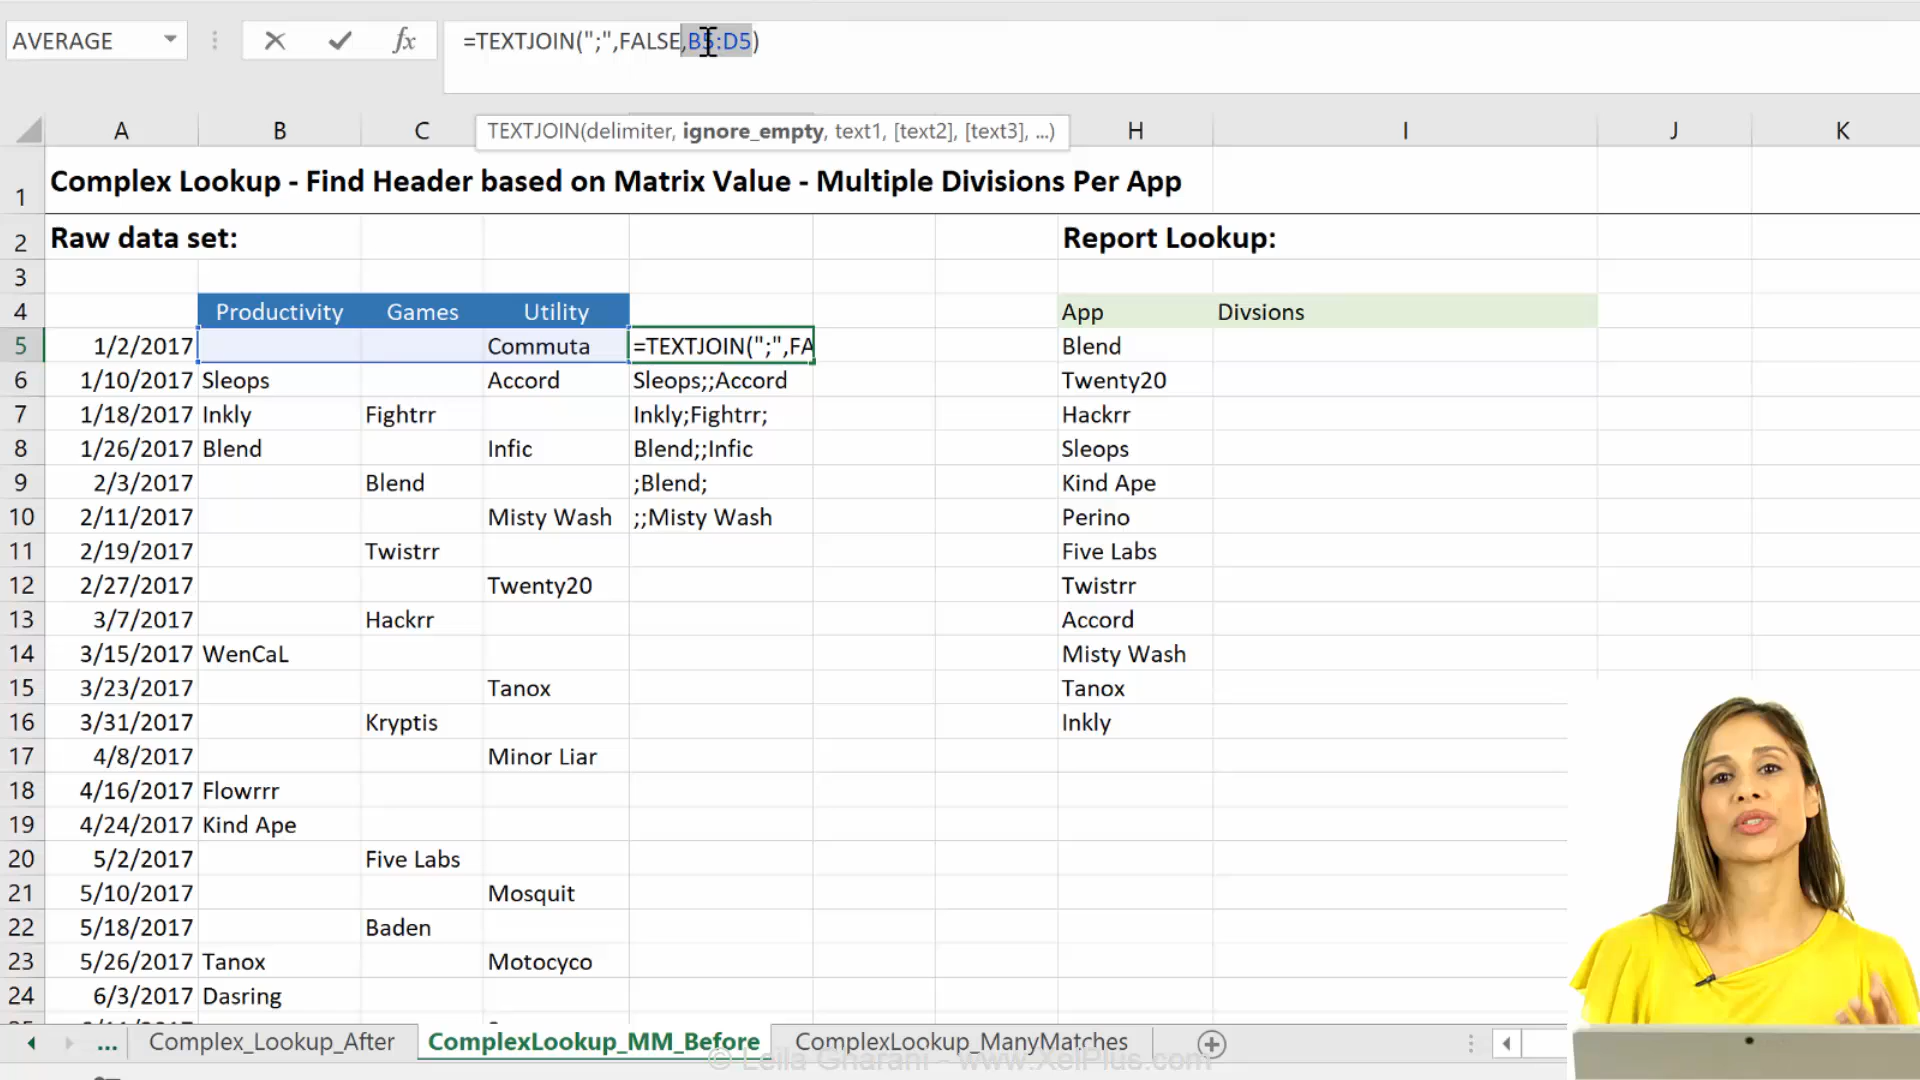 AVERAGE fx =TEXTJOIN(";",FALSE,B5:D5)
A B C TEXTJOIN(delimiter, ignore_empty, text1, [text2], [text3], ...) H I J K
1 Complex Lookup - Find Header based on Matrix Value - Multiple Divisions Per App
2 Raw data set: Report Lookup:
3
4 Productivity Games Utility App Divsions
5 1/2/2017 Commuta =TEXTJOIN(";",FA Blend
6 1/10/2017 Sleops Accord Sleops;;Accord Twenty20
7 1/18/2017 Inkly Fightrr Inkly;Fightrr; Hackrr
8 1/26/2017 Blend Infic Blend;;Infic Sleops
9 2/3/2017 Blend ;Blend; Kind Ape
10 2/11/2017 Misty Wash ;;Misty Wash Perino
11 2/19/2017 Twistrr Five Labs
12 2/27/2017 Twenty20 Twistrr
13 3/7/2017 Hackrr Accord
14 3/15/2017 WenCaL Misty Wash
15 3/23/2017 Tanox Tanox
16 3/31/2017 Kryptis Inkly
17 4/8/2017 Minor Liar
18 4/16/2017 Flowrrr
19 4/24/2017 Kind Ape
20 5/2/2017 Five Labs
21 5/10/2017 Mosquit
22 5/18/2017 Baden
23 5/26/2017 Tanox Motocyco
24 6/3/2017 Dasring
... Complex_Lookup_After ComplexLookup_MM_Before ComplexLookup_ManyMatches
© Leila Gharani - www.XelPlus.com